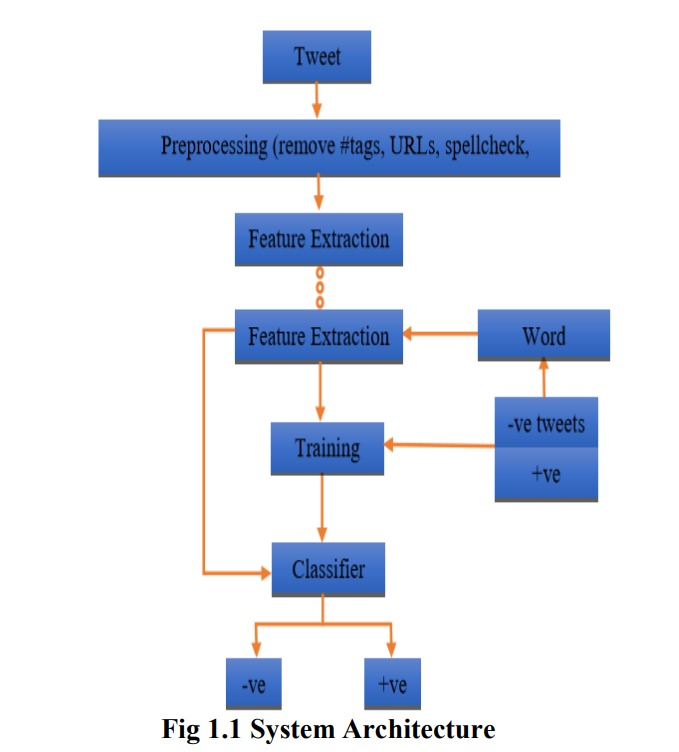 Tweet
Preprocessing (remove #tags, URLs, spellcheck,
Feature Extraction
Feature Extraction
Word
-ve tweets
+ve
Training
Classifier
-ve
+ve
Fig 1.1 System Architecture